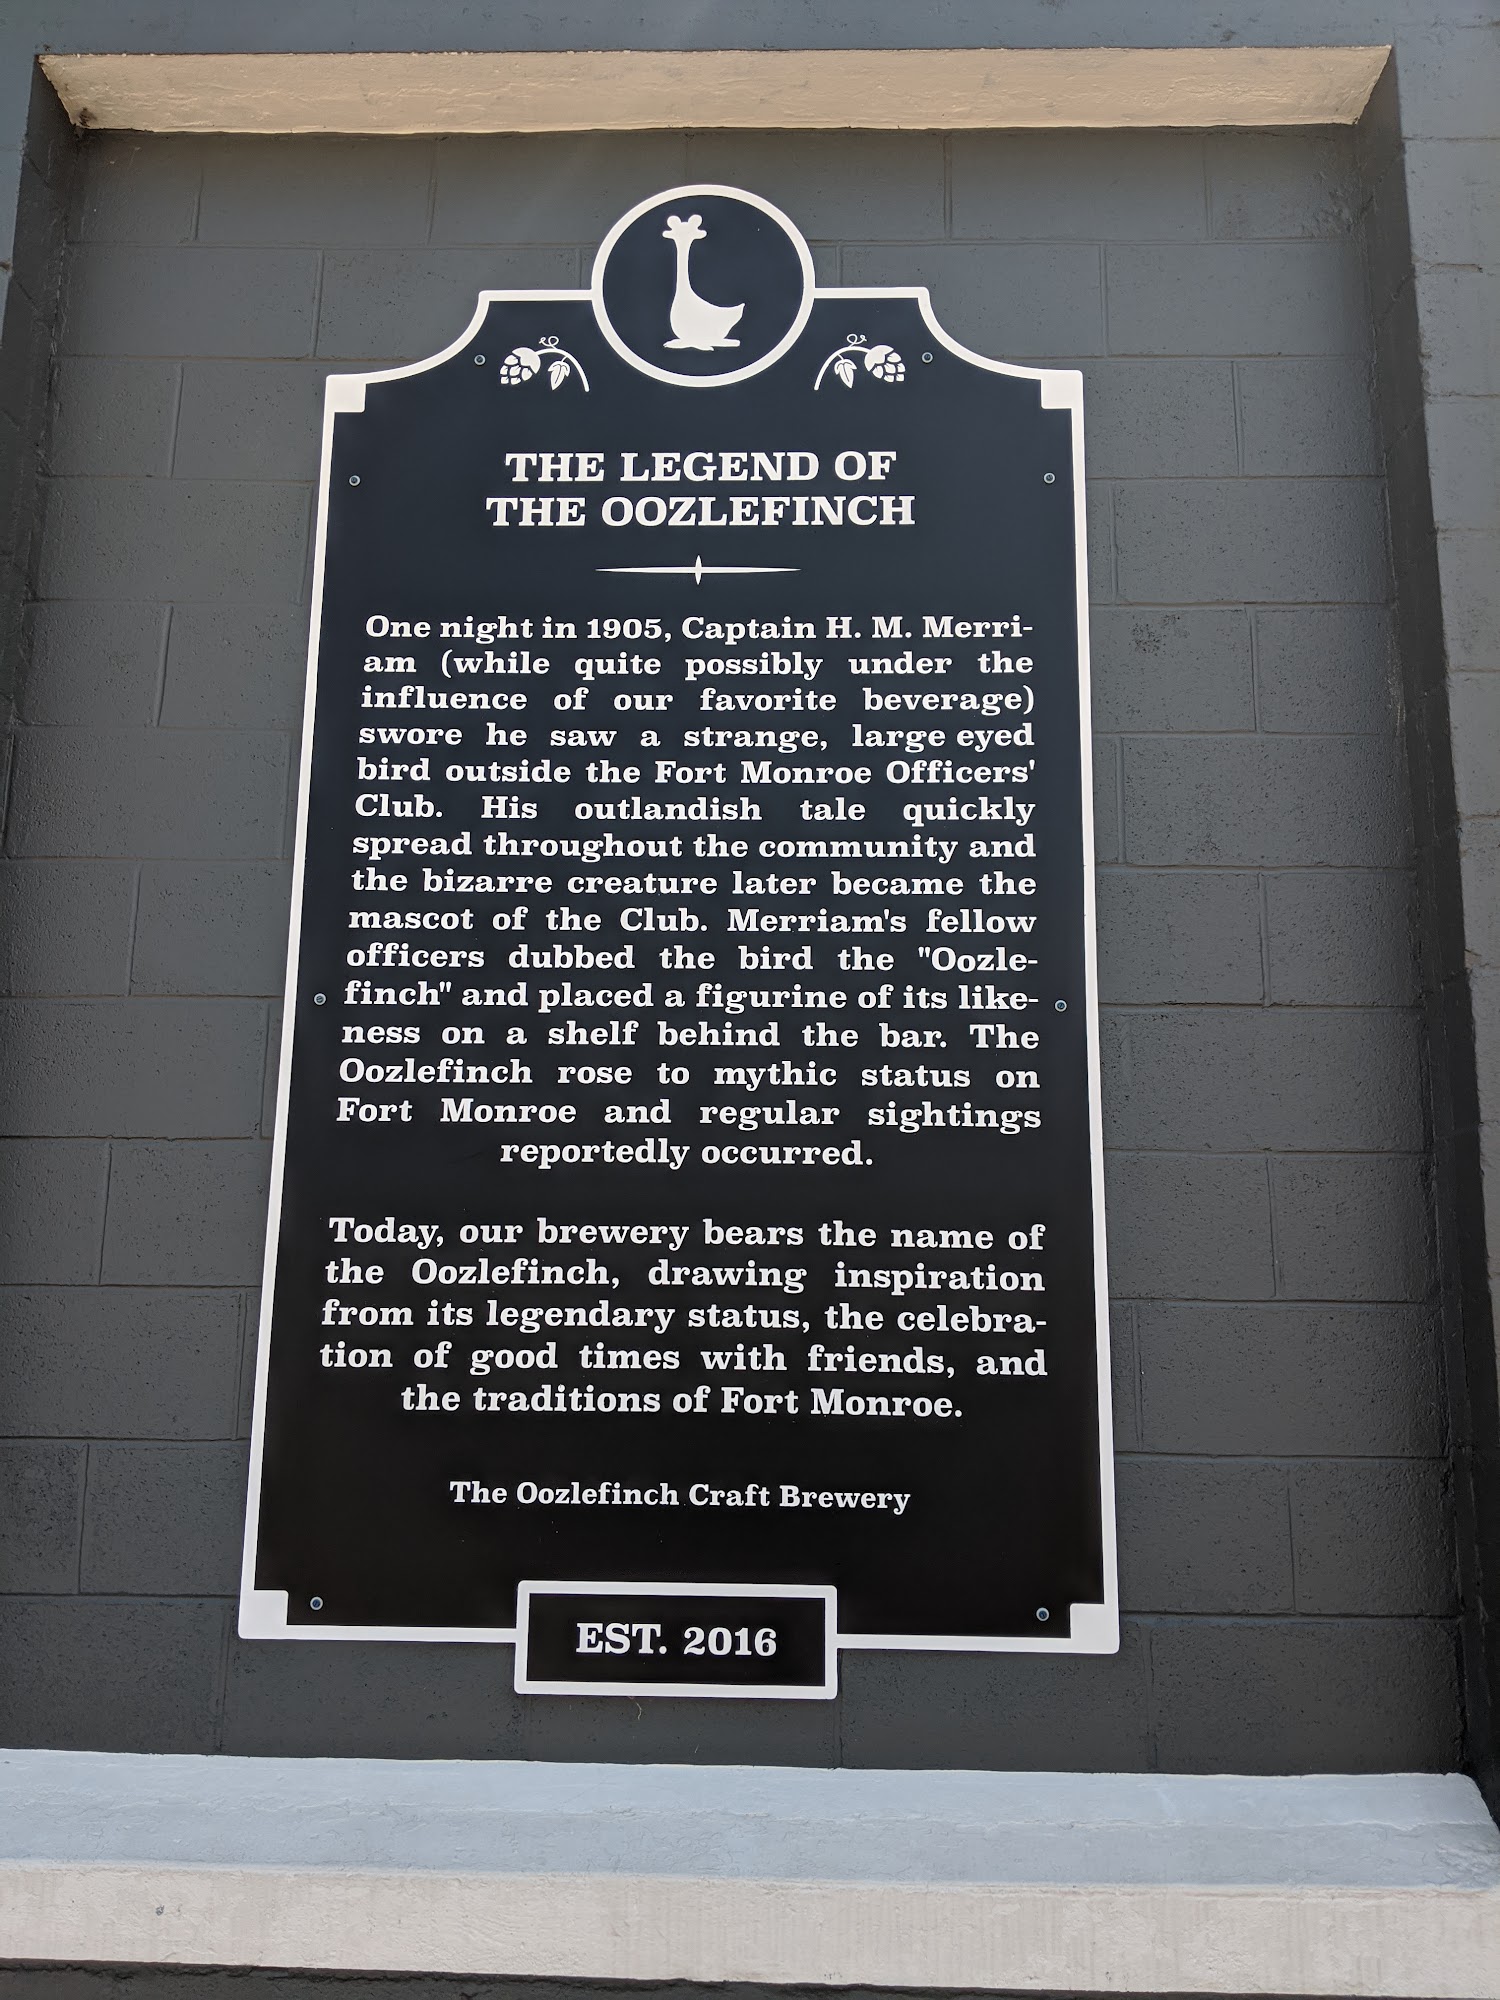 THE LEGEND OF
THE OOZLEFINCH
One night in 1905, Captain H. M. Merri-
am (while quite possibly under the
influence of our favorite beverage)
swore he saw a strange, large eyed
bird outside the Fort Monroe Officers'
Club. His outlandish tale quickly
spread throughout the community and
the bizarre creature later became the
mascot of the Club. Merriam's fellow
officers dubbed the bird the "Oozle-
finch" and placed a figurine of its like-
ness on a shelf behind the bar. The
Oozlefinch rose to mythic status on
Fort Monroe and regular sightings
reportedly occurred.
Today, our brewery bears the name of
the Oozlefinch, drawing inspiration
from its legendary status, the celebra-
tion of good times with friends, and
the traditions of Fort Monroe.
The Oozlefinch Craft Brewery
EST. 2016